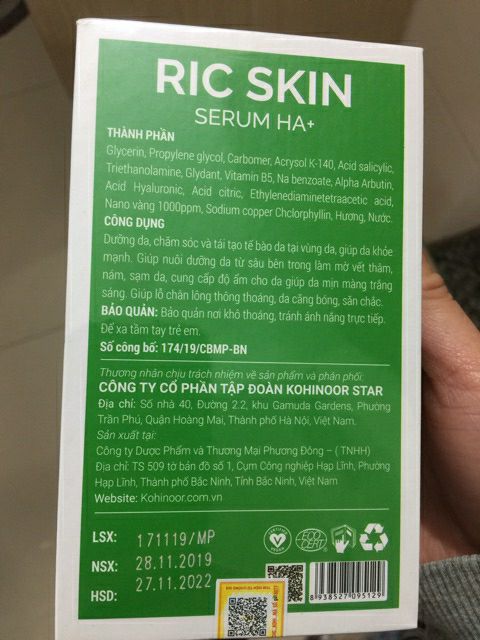 RIC SKIN
SERUM HA+
THÀNH PHẦN
Glycerin, Propylene glycol, Carbomer, Acrysol K-140, Acid salicylic,
Triethanolamine, Glydant, Vitamin B5, Na benzoate, Alpha Arbutin,
Acid Hyaluronic, Acid citric, Ethylenediaminetetraacetic acid,
Nano vàng 1000ppm, Sodium copper Chclorphyllin, Hương, Nước.
CÔNG DỤNG
Dưỡng da, chăm sóc và tái tạo tế bào da tại vùng da, giúp da khỏe
mạnh. Giúp nuôi dưỡng da từ sâu bên trong làm mờ vết thâm,
nám, sạm da, cung cấp độ ẩm cho da giúp da mịn màng trắng
sáng. Giúp lỗ chân lông thông thoáng, da căng bóng, săn chắc.
BẢO QUẢN: Bảo quản nơi khô thoáng, tránh ánh nắng trực tiếp.
Để xa tầm tay trẻ em.
Số công bố: 174/19/CBMP-BN
Thương nhân chịu trách nhiệm về sản phẩm và phân phối:
CÔNG TY CỔ PHẦN TẬP ĐOÀN KOHINOOR STAR
Địa chỉ: Số nhà 40, Đường 2.2, khu Gamuda Gardens, Phường
Trần Phú, Quận Hoàng Mai, Thành phố Hà Nội, Việt Nam.
Sản xuất tại:
Công ty Dược Phẩm và Thương Mại Phương Đông – ( TNHH)
Địa chỉ: TS 509 tờ bản đồ số 1, Cụm Công nghiệp Hạp Lĩnh, Phường
Hạp Lĩnh, Thành phố Bắc Ninh, Tỉnh Bắc Ninh, Việt Nam
Website: Kohinoor.com.vn
LSX: 171119/MP
NSX: 28.11.2019
HSD: 27.11.2022
CERTIFIED
VEGAN
ECO
CERT
8 938527 095129